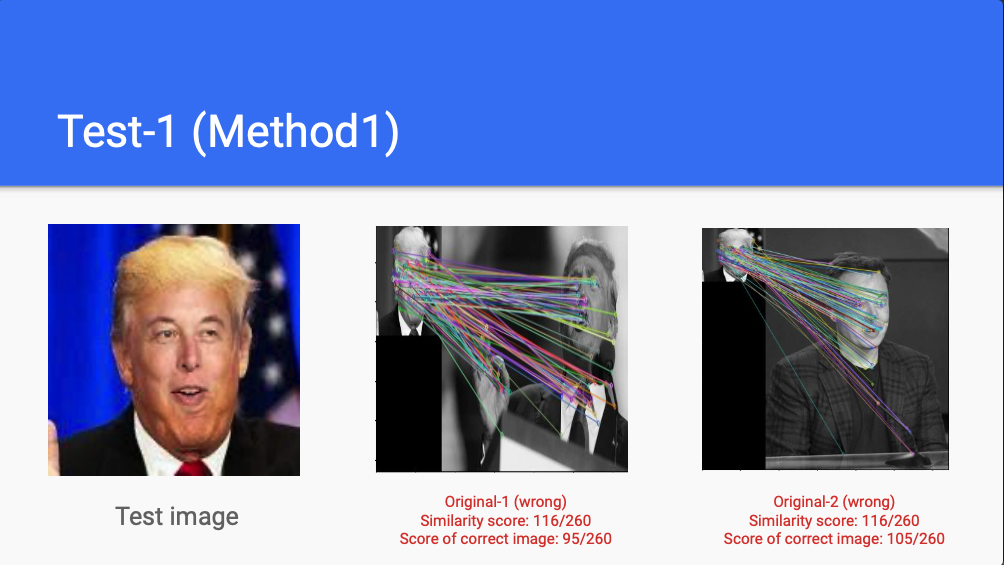 Test-1 (Method1)
Test image
Original-1 (wrong)
Similarity score: 116/260
Score of correct image: 95/260
Original-2 (wrong)
Similarity score: 116/260
Score of correct image: 105/260